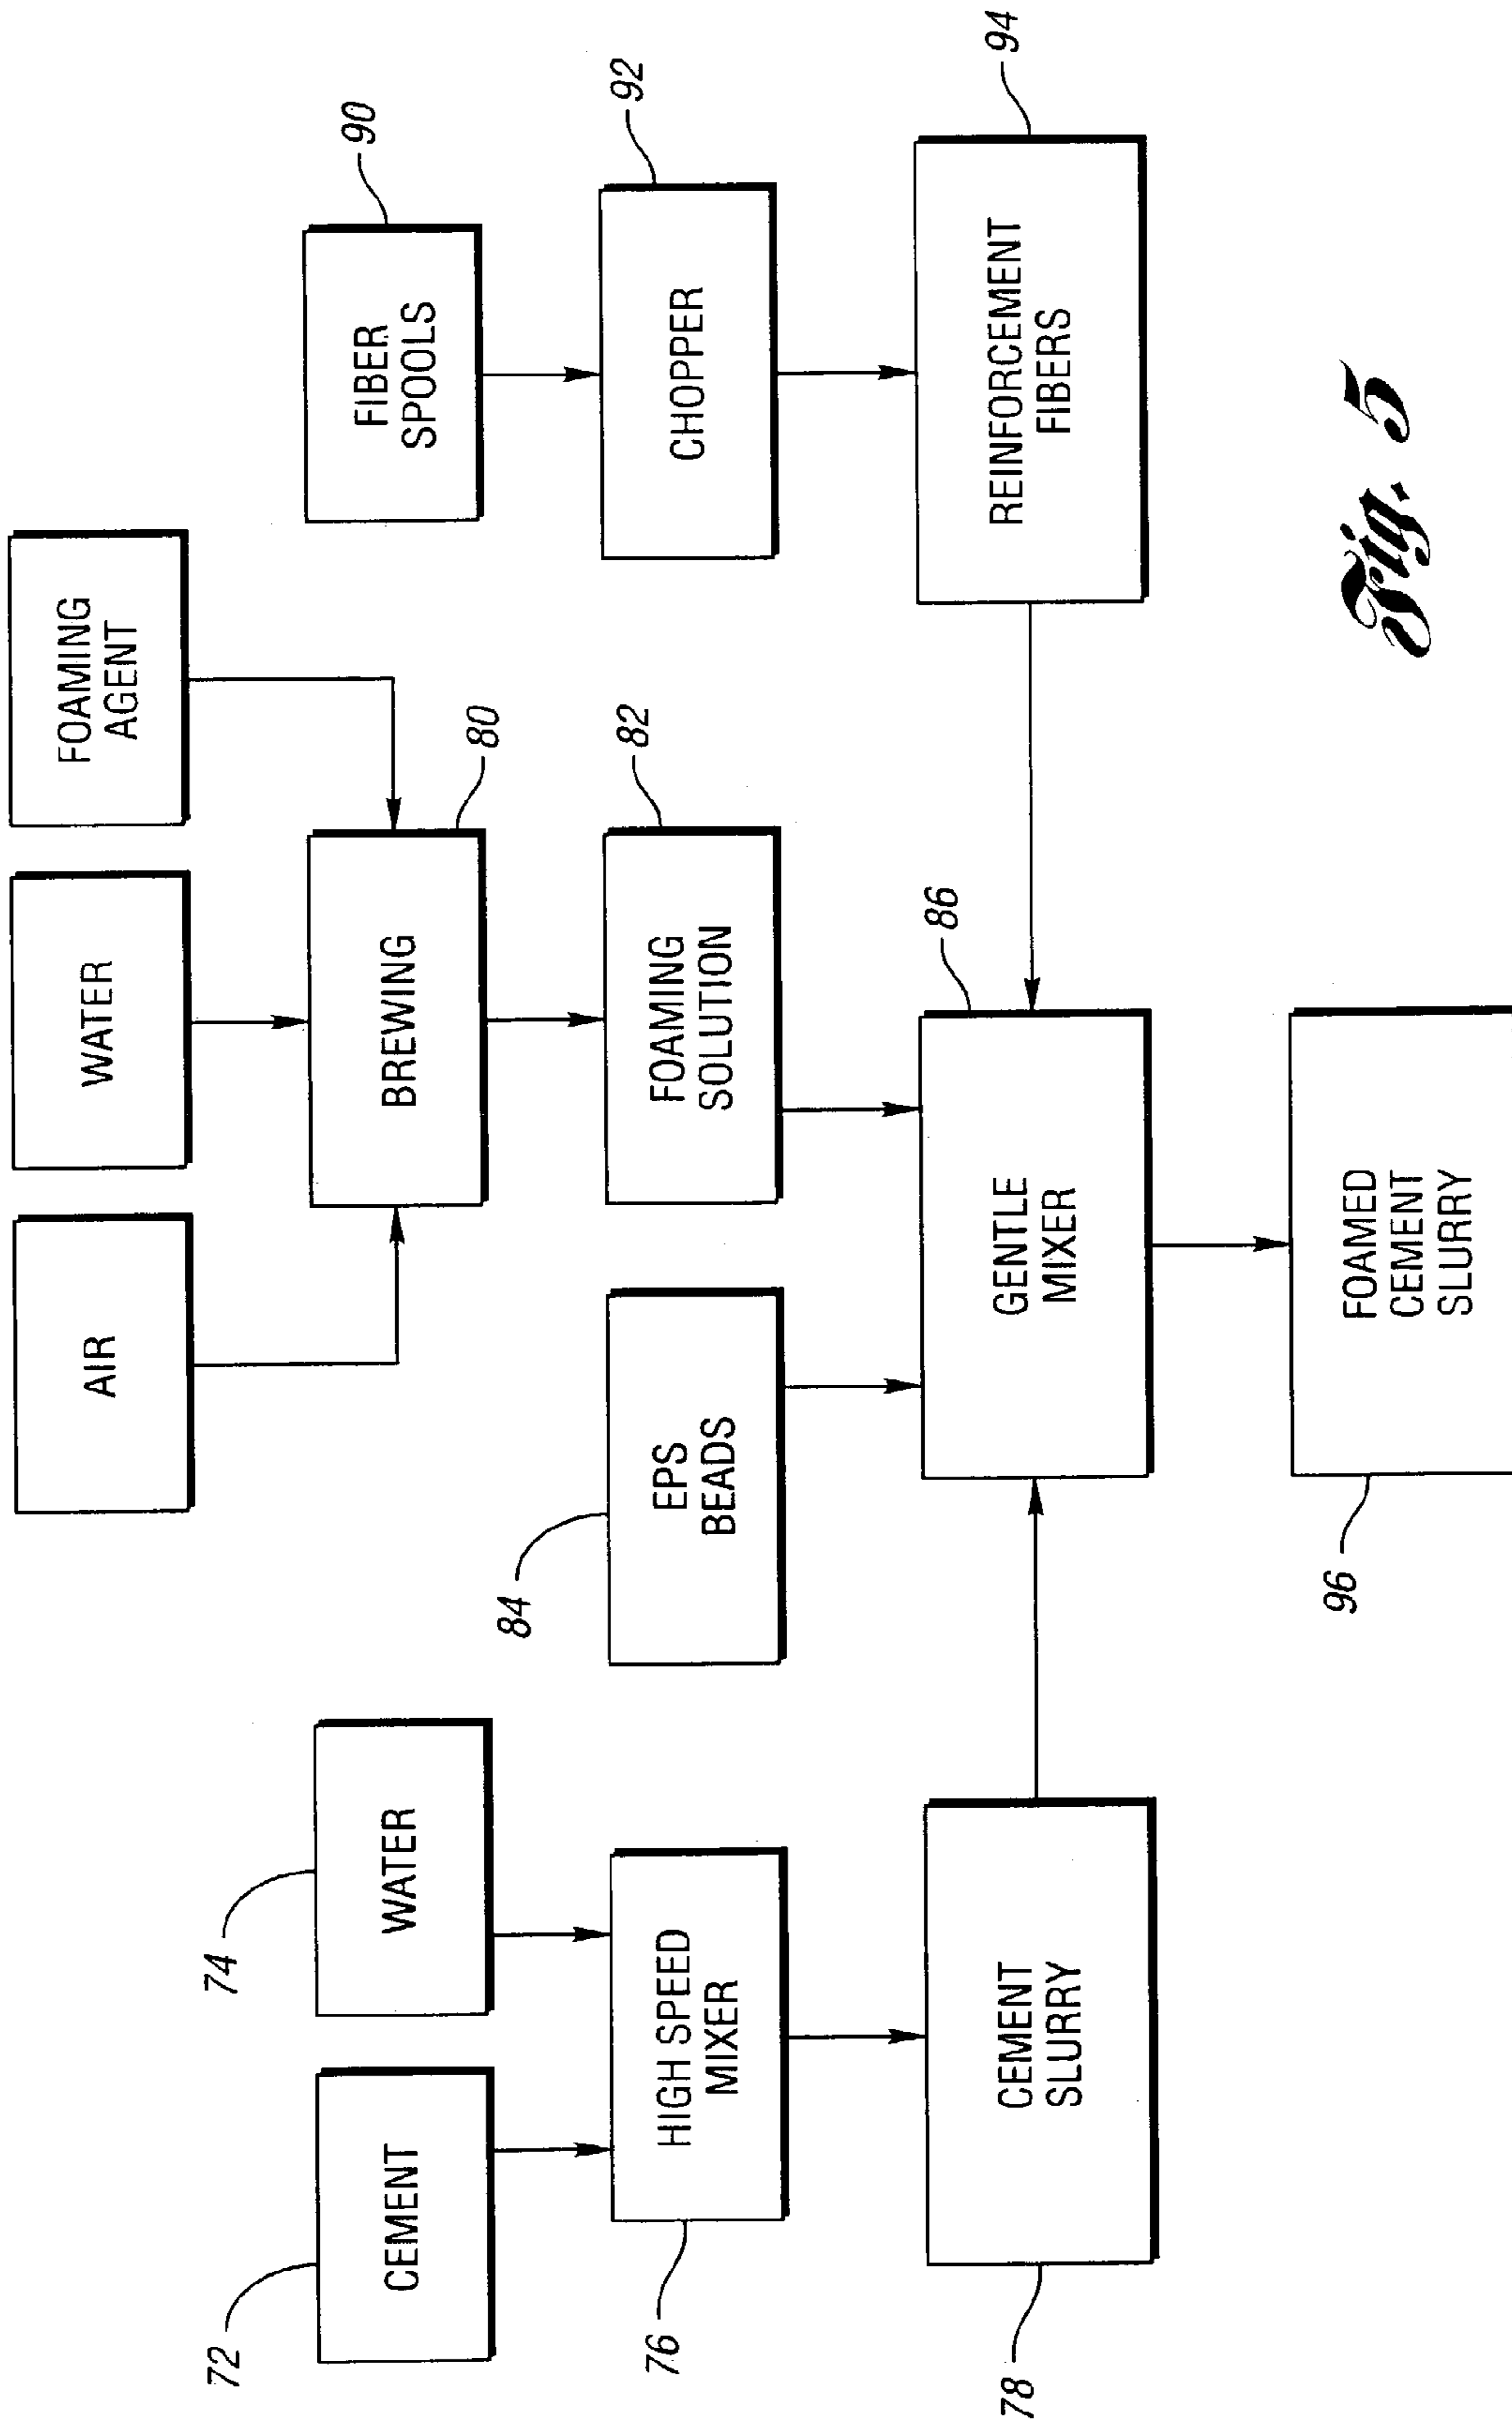 AIR
WATER
FOAMING
AGENT
72
CEMENT
74
WATER
BREWING
80
FIBER
SPOOLS
90
76
HIGH SPEED
MIXER
84
EPS
BEADS
FOAMING
SOLUTION
82
CHOPPER
92
78
CEMENT
SLURRY
GENTLE
MIXER
86
REINFORCEMENT
FIBERS
94
96
FOAMED
CEMENT
SLURRY
Fig. 5